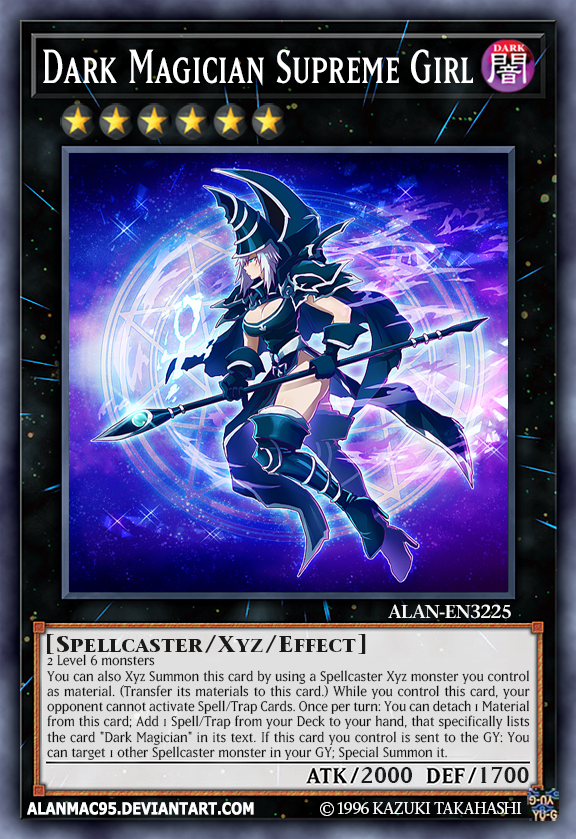 DARK MAGICIAN SUPREME GIRL
DARK
闇
ALAN-EN3225
[SPELLCASTER/XYZ/EFFECT]
2 Level 6 monsters
You can also Xyz Summon this card by using a Spellcaster Xyz monster you control
as material. (Transfer its materials to this card.) While you control this card, your
opponent cannot activate Spell/Trap Cards. Once per turn: You can detach 1 Material
from this card; Add 1 Spell/Trap from your Deck to your hand, that specifically lists
the card "Dark Magician" in its text. If this card you control is sent to the GY: You
can target 1 other Spellcaster monster in your GY; Special Summon it.
ATK/2000 DEF/1700
ALANMAC95.DEVIANTART.COM
© 1996 KAZUKI TAKAHASHI
YU-G
YU-G